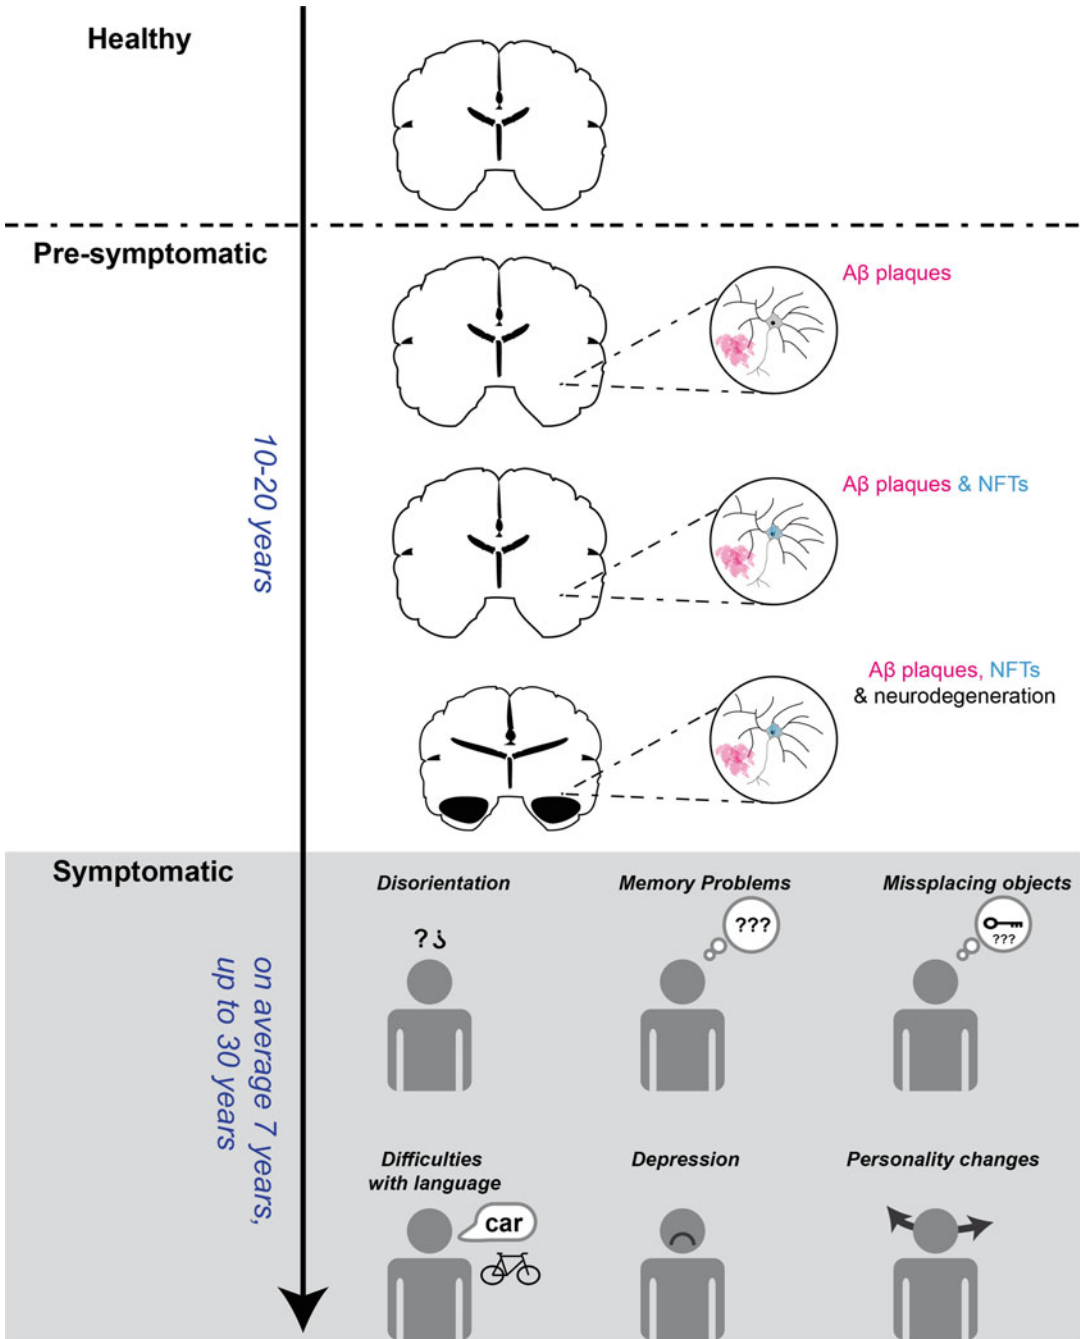 Healthy
Pre-symptomatic
Aβ plaques
10-20 years
Aβ plaques & NFTs
Aβ plaques, NFTs
& neurodegeneration
Symptomatic
on average 7 years,
up to 30 years
Disorientation
? ?
Memory Problems
???
Missplacing objects
???
Difficulties
with language
car
Depression
Personality changes